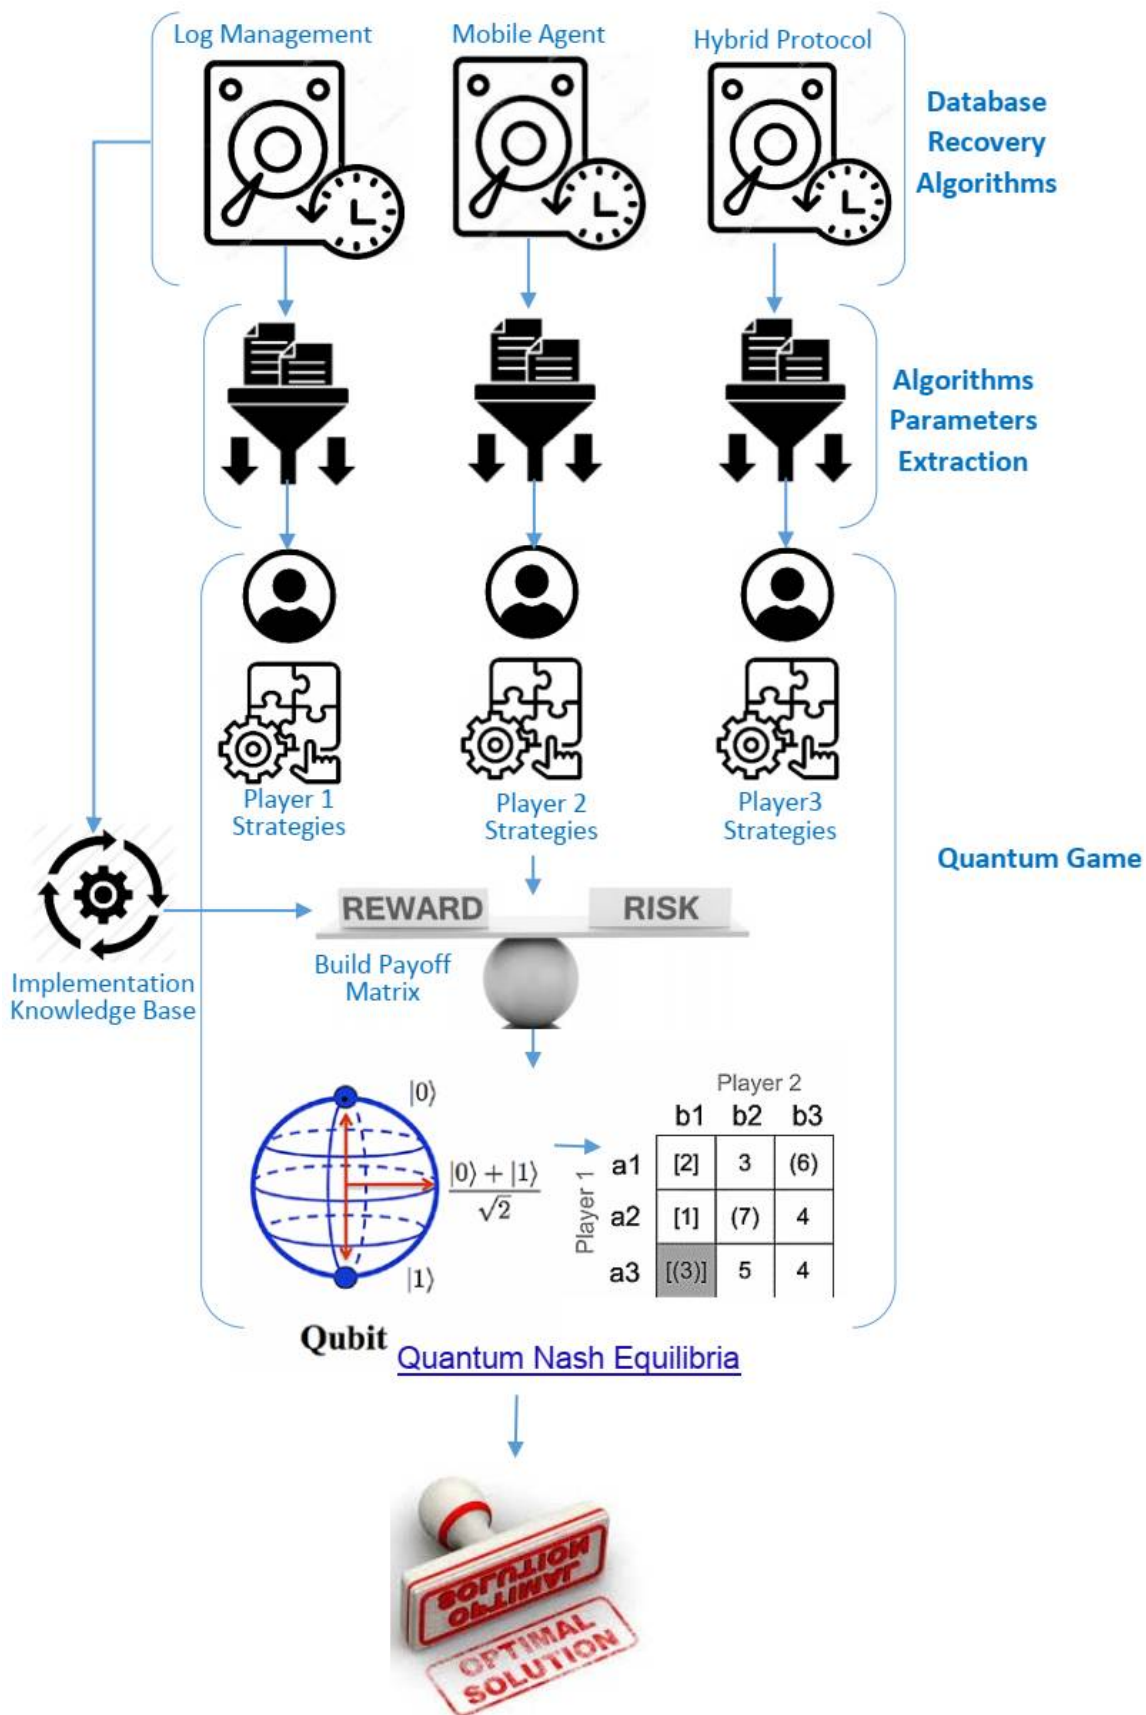 Log Management
Mobile Agent
Hybrid Protocol
Database
Recovery
Algorithms
Algorithms
Parameters
Extraction
Player 1
Strategies
Player 2
Strategies
Player3
Strategies
Quantum Game
REWARD
RISK
Build Payoff
Matrix
Implementation
Knowledge Base
|0⟩
|0⟩ + |1⟩
√2
|1⟩
Qubit
Player 2
b1 b2 b3
Player 1
a1 [2] 3 (6)
a2 [1] (7) 4
a3 [(3)] 5 4
Quantum Nash Equilibria
OPTIMAL
SOLUTION
OPTIMAL
SOLUTION